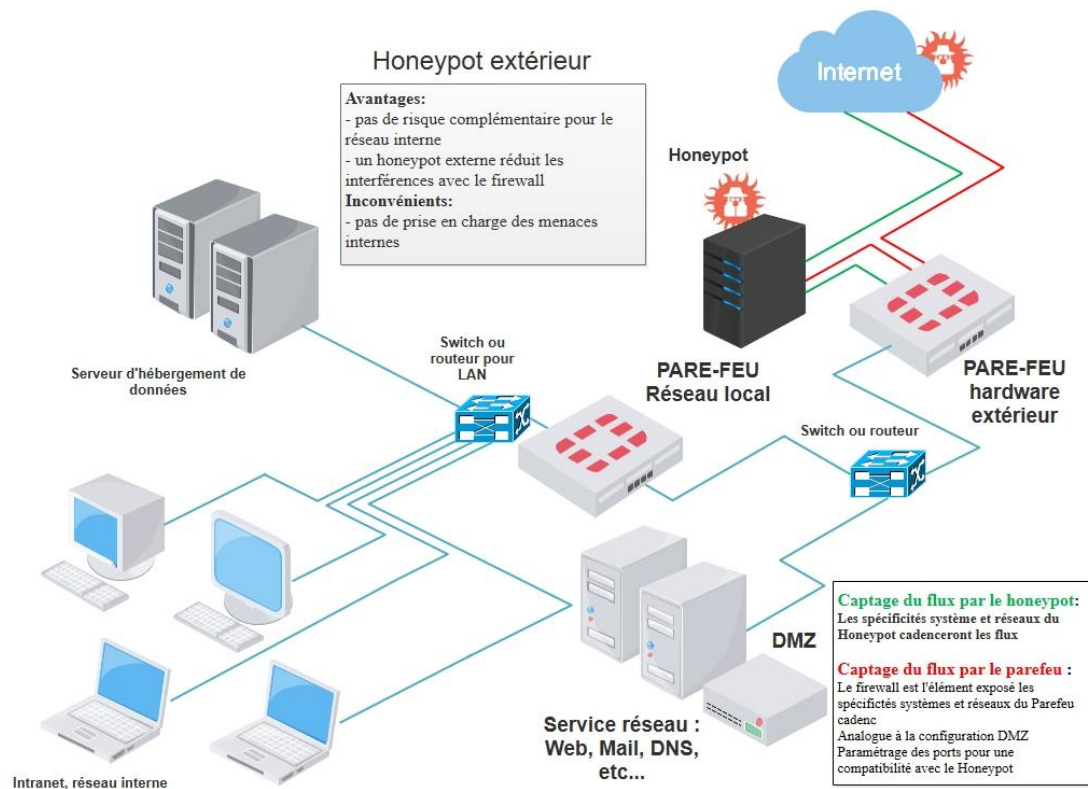 Honeypot extérieur
Avantages:
- pas de risque complémentaire pour le
réseau interne
- un honeypot externe réduit les
interférences avec le firewall
Inconvénients:
- pas de prise en charge des menaces
internes
Internet
Honeypot
Serveur d'hébergement de
données
Switch ou
routeur pour
LAN
PARE-FEU
Réseau local
PARE-FEU
hardware
extérieur
Switch ou routeur
DMZ
Service réseau :
Web, Mail, DNS,
etc...
Intranet, réseau interne
Captage du flux par le honeypot:
Les spécificités système et réseaux du
Honeypot cadenceront les flux
Captage du flux par le parefeu :
Le firewall est l'élément exposé les
spécifictés systèmes et réseaux du Parefeu
cadenc
Analogue à la configuration DMZ
Paramétrage des ports pour une
compatibilité avec le Honeypot